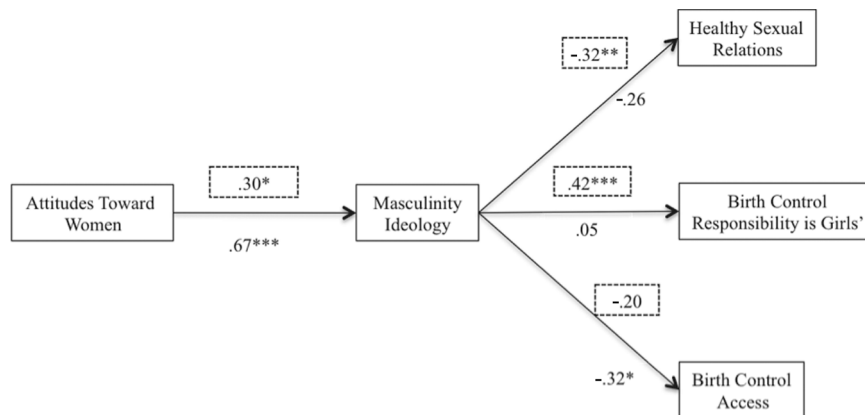 Healthy Sexual
Relations
-.32**
-.26
.30*
Attitudes Toward
Women
.67***
Masculinity
Ideology
.42***
.05
Birth Control
Responsibility is Girls’
-.20
-.32*
Birth Control
Access